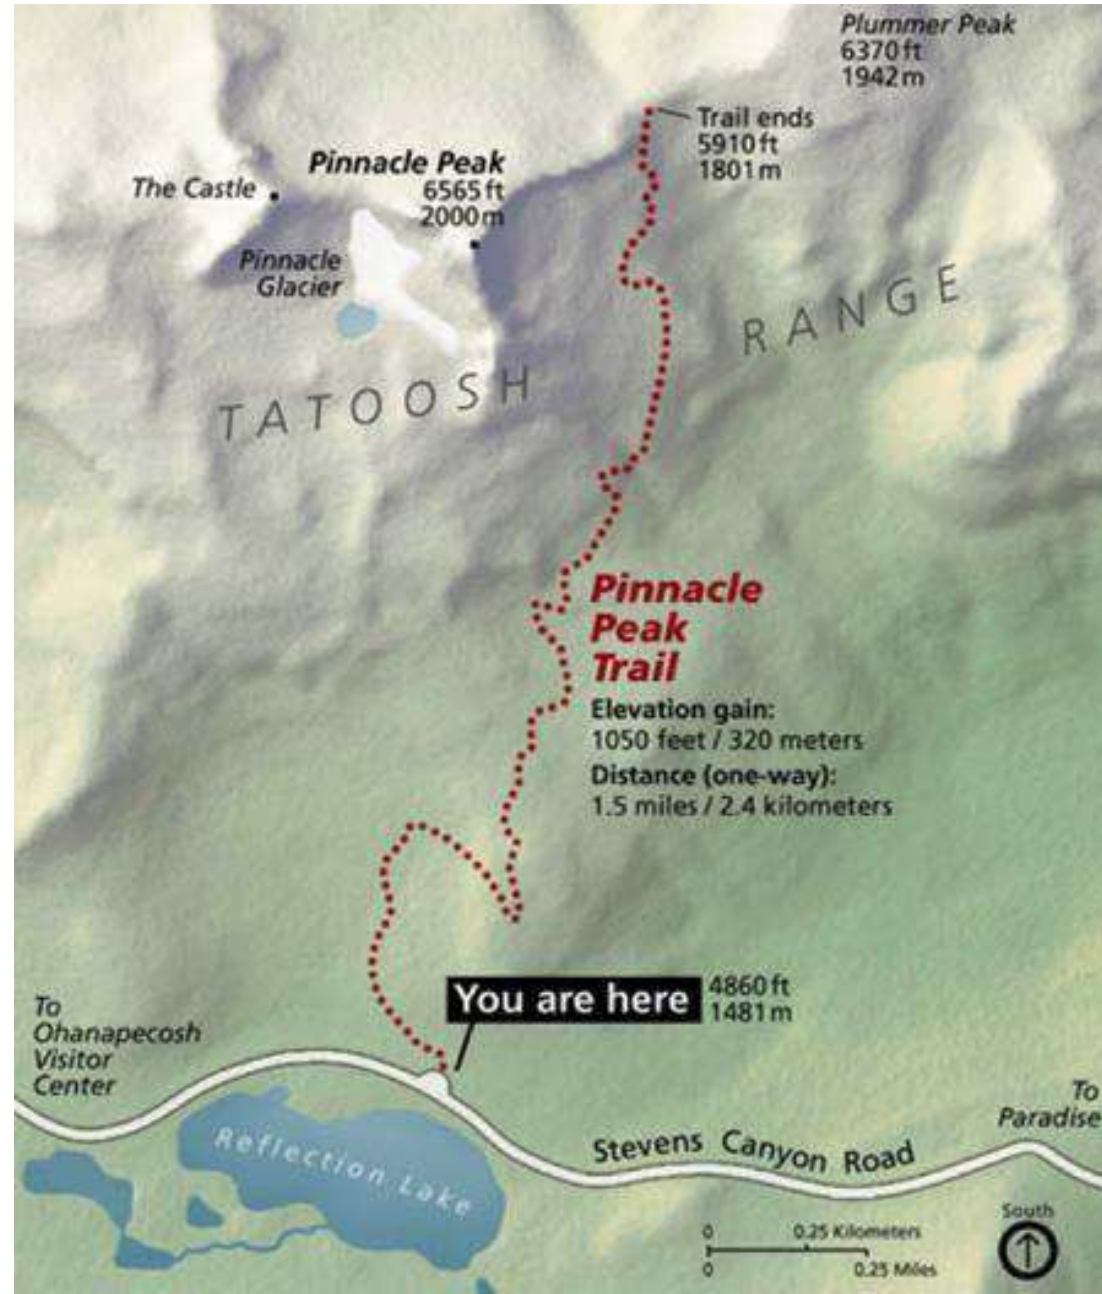 Plummer Peak
6370 ft
1942 m
Trail ends
5910 ft
1801 m
Pinnacle Peak
6565 ft
2000 m
The Castle
Pinnacle
Glacier
TATOOSH RANGE
Pinnacle
Peak
Trail
Elevation gain:
1050 feet / 320 meters
Distance (one-way):
1.5 miles / 2.4 kilometers
You are here
4860 ft
1481 m
To
Ohanapecosh
Visitor
Center
To
Paradise
Stevens Canyon Road
Reflection Lake
South
0 0.25 Kilometers
0 0.25 Miles